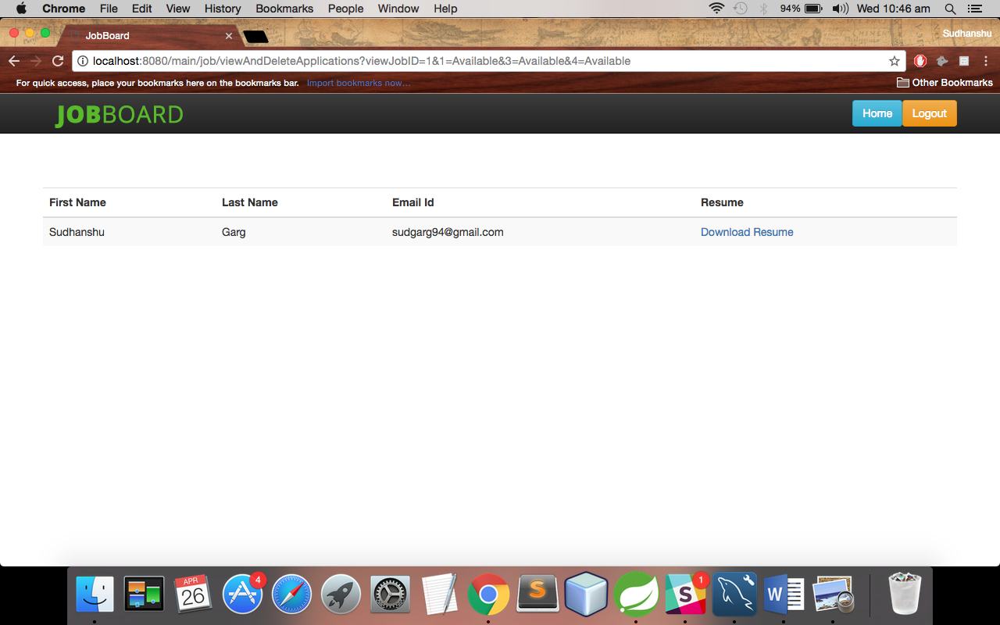 Chrome File Edit View History Bookmarks People Window Help 94% Wed 10:46 am
JobBoard Sudhanshu
localhost:8080/main/job/viewAndDeleteApplications?viewJobID=1&1=Available&3=Available&4=Available
For quick access, place your bookmarks here on the bookmarks bar. Import bookmarks now... Other Bookmarks
JOBBOARD Home Logout
First Name Last Name Email Id Resume
Sudhanshu Garg sudgarg94@gmail.com Download Resume
APR 4 1
26 S S W